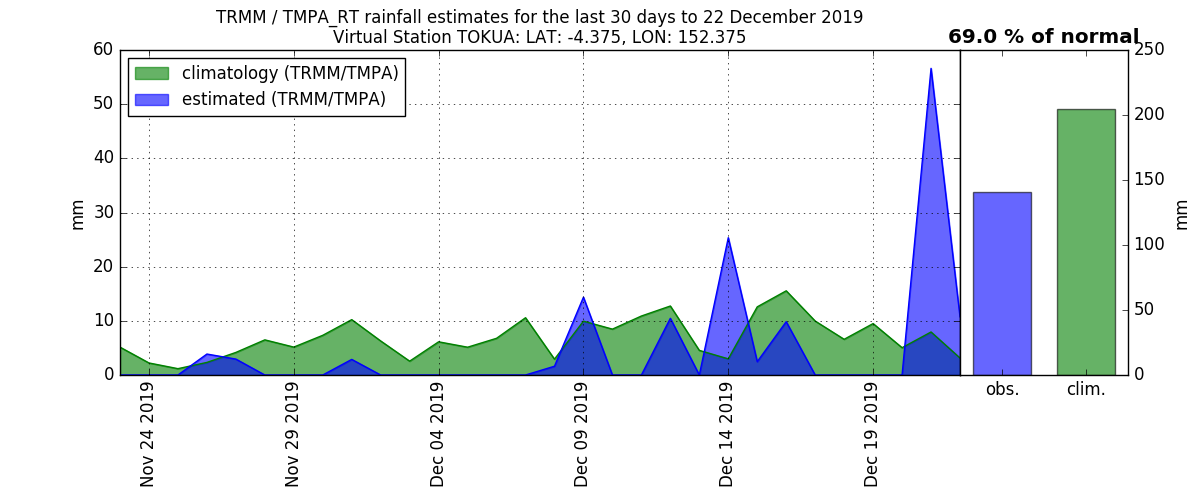 TRMM / TMPA_RT rainfall estimates for the last 30 days to 22 December 2019
Virtual Station TOKUA: LAT: -4.375, LON: 152.375
69.0 % of normal
climatology (TRMM/TMPA)
estimated (TRMM/TMPA)
60
50
40
30
20
10
0
mm
Nov 24 2019
Nov 29 2019
Dec 04 2019
Dec 09 2019
Dec 14 2019
Dec 19 2019
obs.
clim.
250
200
150
100
50
0
mm